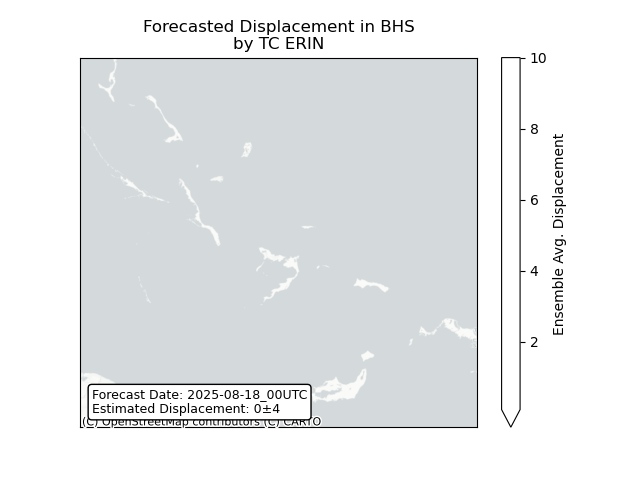 Forecasted Displacement in BHS
by TC ERIN
10
8
6
4
2
Ensemble Avg. Displacement
Forecast Date: 2025-08-18_00UTC
Estimated Displacement: 0±4
(C) OpenStreetMap contributors (C) CARTO